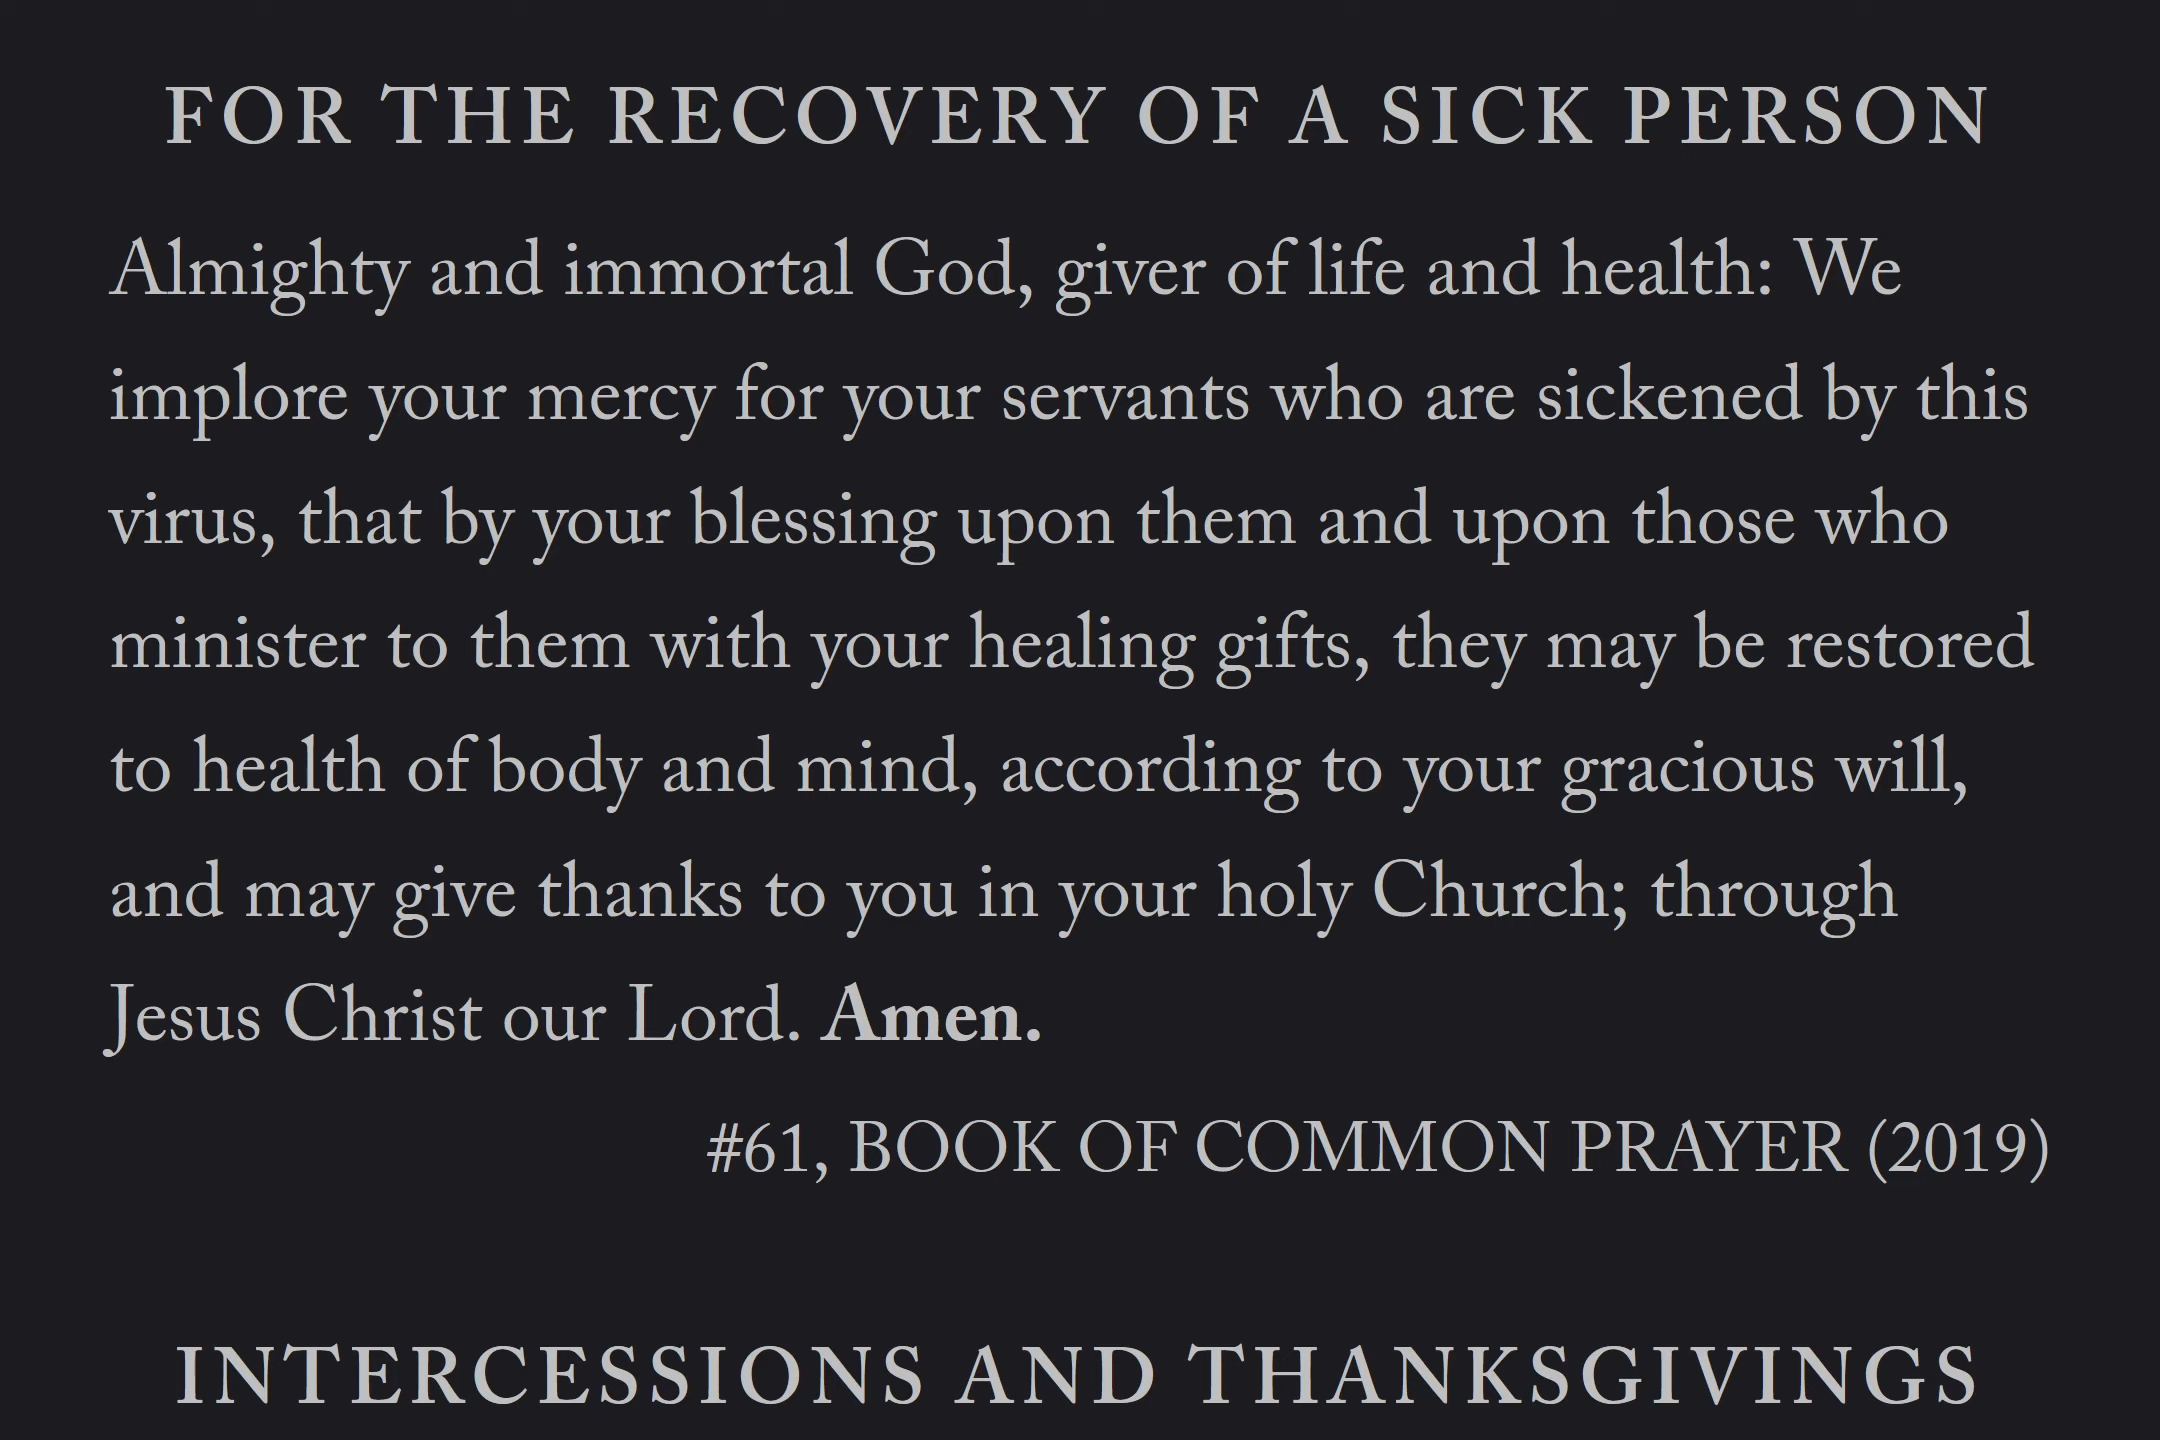 FOR THE RECOVERY OF A SICK PERSON
Almighty and immortal God, giver of life and health: We
implore your mercy for your servants who are sickened by this
virus, that by your blessing upon them and upon those who
minister to them with your healing gifts, they may be restored
to health of body and mind, according to your gracious will,
and may give thanks to you in your holy Church; through
Jesus Christ our Lord. Amen.
#61, BOOK OF COMMON PRAYER (2019)
INTERCESSIONS AND THANKSGIVINGS